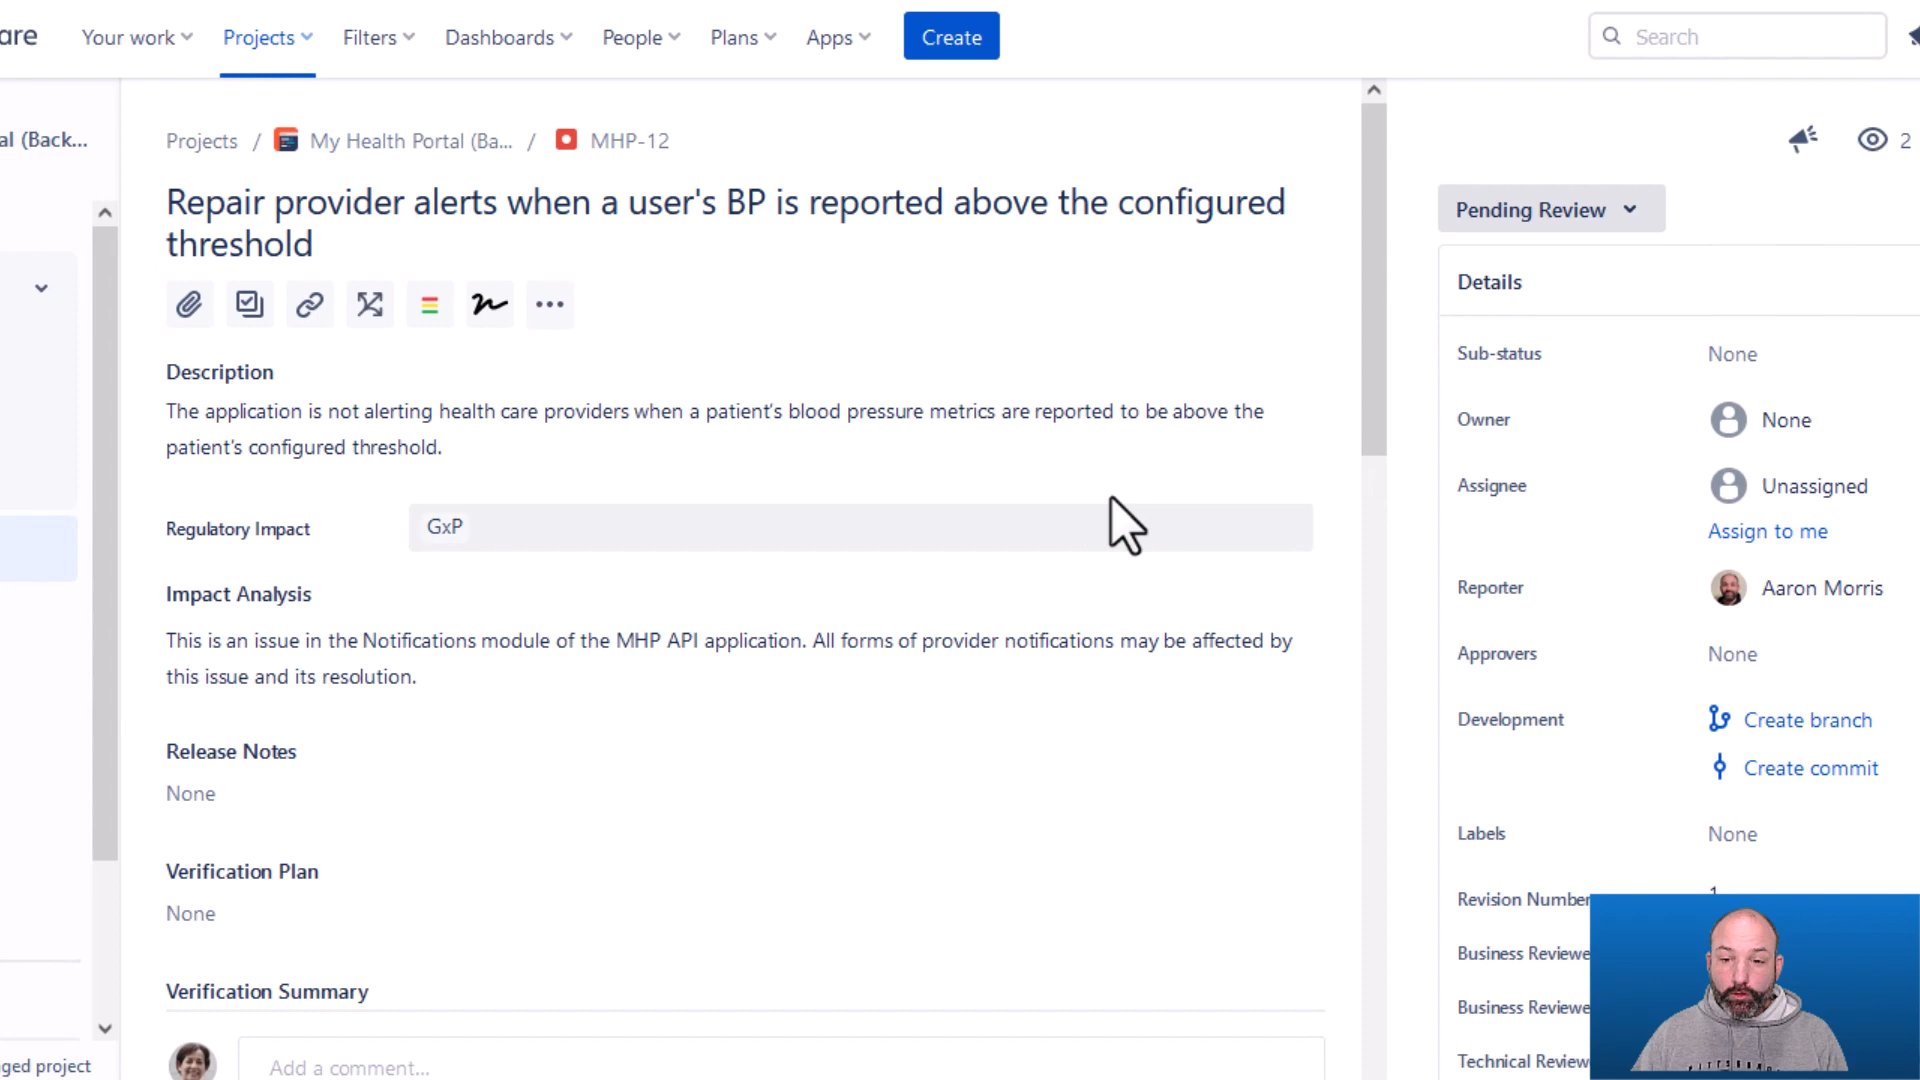 are
Your work
Projects
Filters
Dashboards
People
Plans
Apps
Create
Search
al (Back...
Projects / My Health Portal (Ba... / MHP-12
2
Repair provider alerts when a user's BP is reported above the configured
threshold
Pending Review
Description
The application is not alerting health care providers when a patient's blood pressure metrics are reported to be above the
patient's configured threshold.
Regulatory Impact
GxP
Impact Analysis
This is an issue in the Notifications module of the MHP API application. All forms of provider notifications may be affected by
this issue and its resolution.
Release Notes
None
Verification Plan
None
Verification Summary
Add a comment...
ged project
Details
Sub-status
None
Owner
None
Assignee
Unassigned
Assign to me
Reporter
Aaron Morris
Approvers
None
Development
Create branch
Create commit
Labels
None
Revision Number
1
Business Reviewe
Business Reviewe
Technical Review